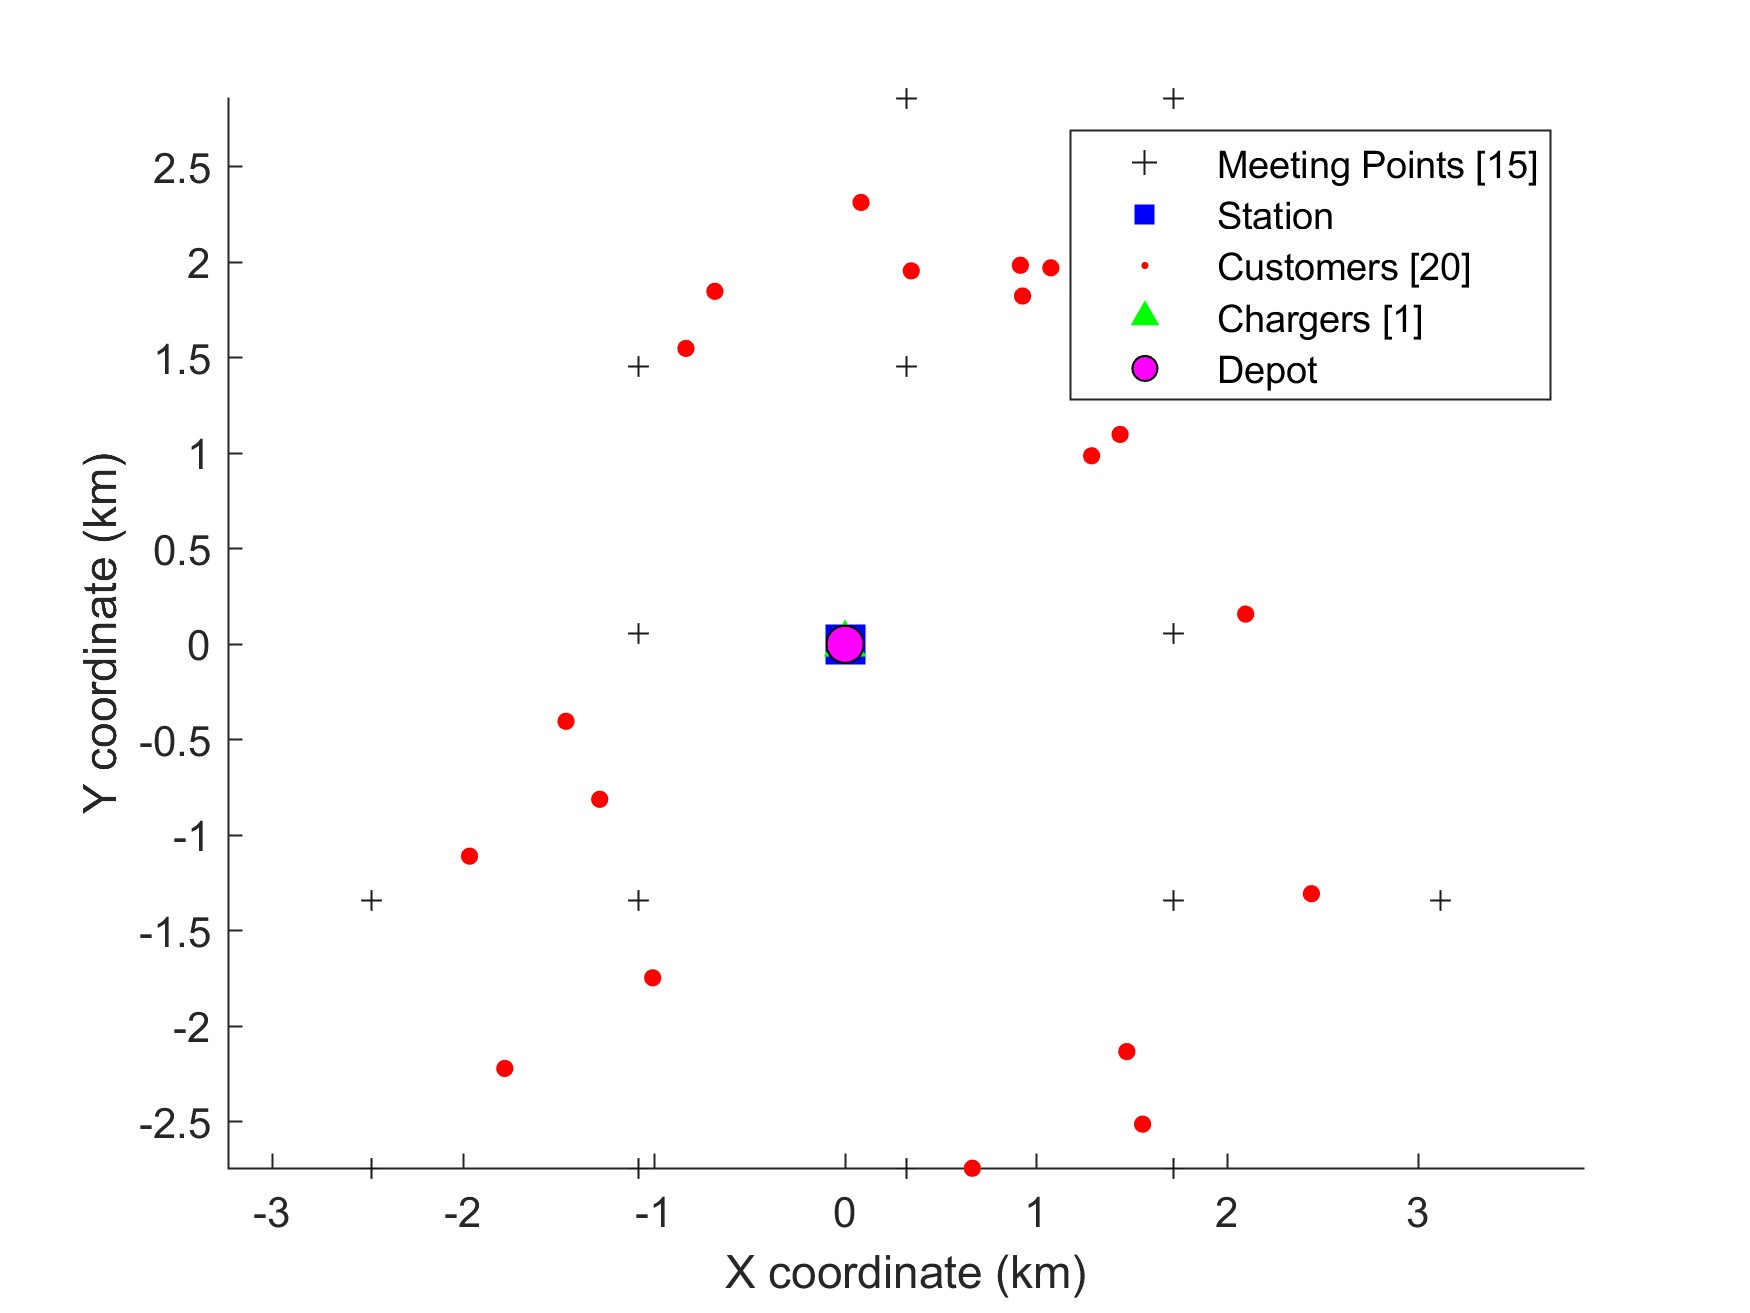 2.5
2
1.5
1
0.5
0
-0.5
-1
-1.5
-2
-2.5
Y coordinate (km)
Meeting Points [15]
Station
Customers [20]
Chargers [1]
Depot
-3 -2 -1 0 1 2 3
X coordinate (km)